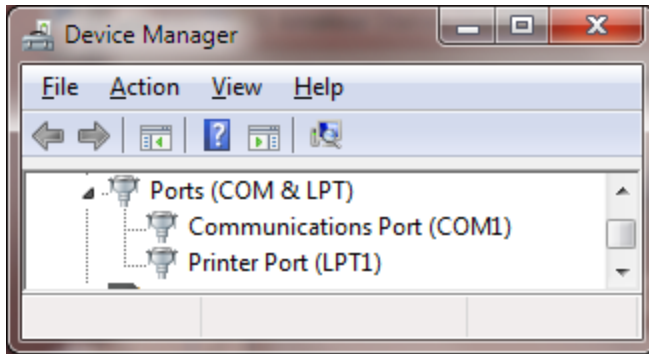 Device Manager
File Action View Help
Ports (COM & LPT)
Communications Port (COM1)
Printer Port (LPT1)